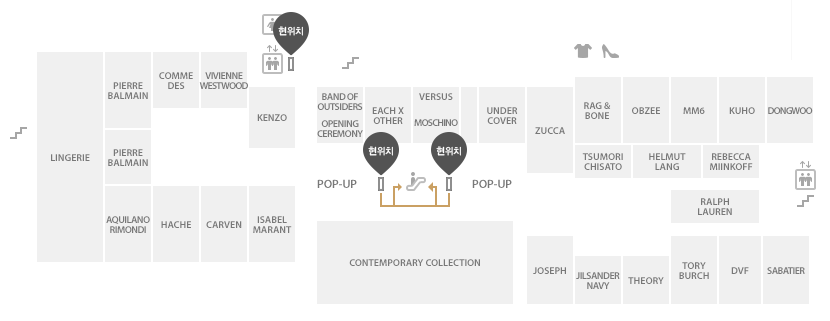 현위치
PIERRE
BALMAIN
COMME
DES
VIVIENNE
WESTWOOD
KENZO
LINGERIE
PIERRE
BALMAIN
AQUILANO
RIMONDI
HACHE
CARVEN
ISABEL
MARANT
BAND OF
OUTSIDERS
OPENING
CEREMONY
EACH X
OTHER
VERSUS
MOSCHINO
UNDER
COVER
ZUCCA
현위치
현위치
POP-UP
POP-UP
CONTEMPORARY COLLECTION
RAG &
BONE
OBZEE
MM6
KUHO
DONGWOO
TSUMORI
CHISATO
HELMUT
LANG
REBECCA
MIINKOFF
RALPH
LAUREN
JOSEPH
JILSANDER
NAVY
THEORY
TORY
BURCH
DVF
SABATIER